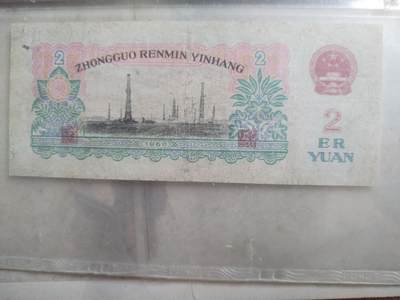 2
2
ZHONGGUO RENMIN YINHANG
2
ER
YUAN
1960